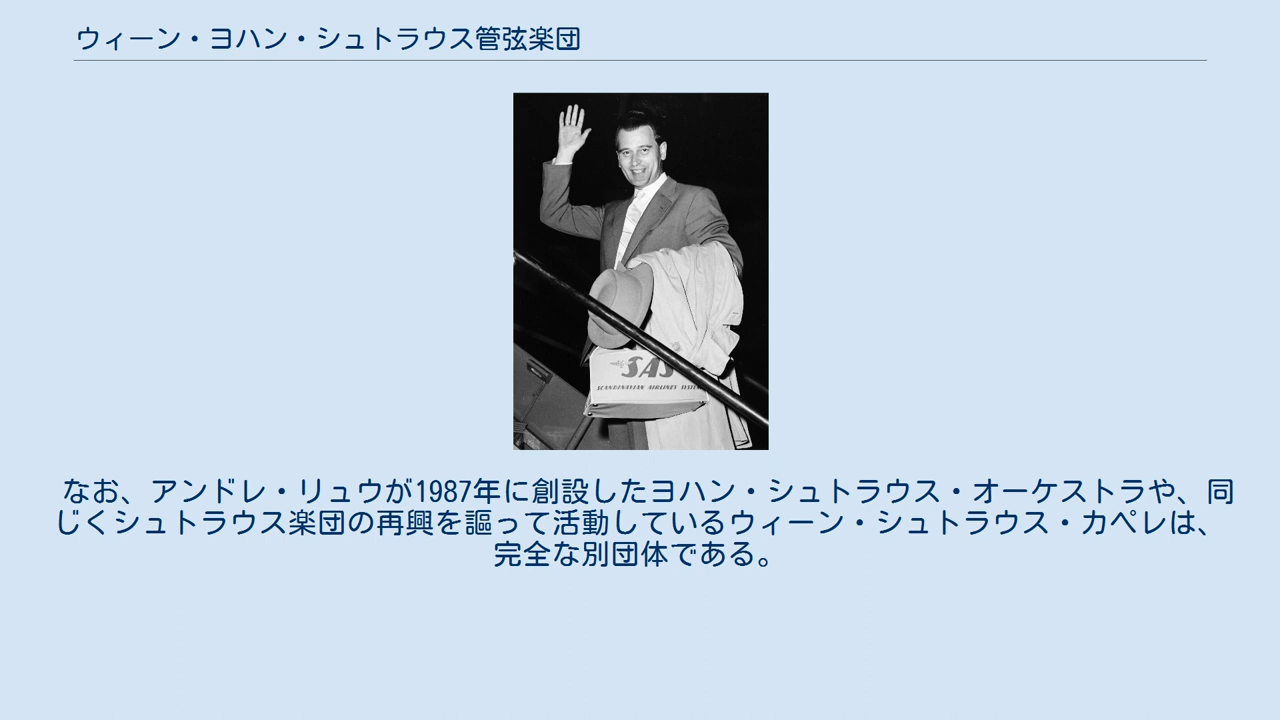 ウィーン・ヨハン・シュトラウス管弦楽団
SAS
SCANDINAVIAN AIRLINES SYSTEM
なお、アンドレ・リュウが1987年に創設したヨハン・シュトラウス・オーケストラや、同
じくシュトラウス楽団の再興を謳って活動しているウィーン・シュトラウス・カペレは、
完全な別団体である。